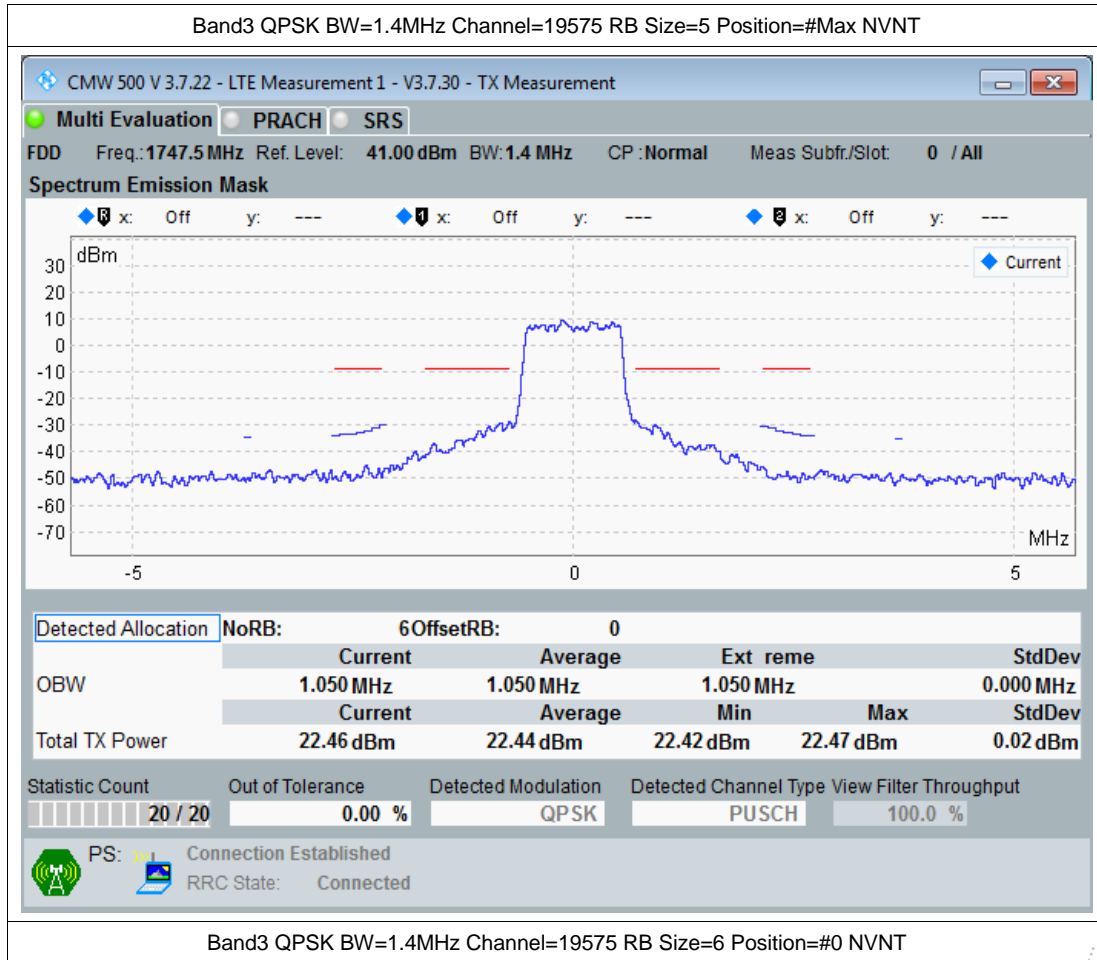 Band3 QPSK BW=1.4MHz Channel=19575 RB Size=5 Position=#Max NVNT
CMW 500 V 3.7.22 - LTE Measurement 1 - V3.7.30 - TX Measurement
Multi Evaluation PRACH SRS
FDD Freq.: 1747.5 MHz Ref. Level: 41.00 dBm BW: 1.4 MHz CP : Normal Meas Subfr./Slot: 0 / All
Spectrum Emission Mask
R x: Off y: --- 1 x: Off y: --- 2 x: Off y: ---
dBm
Current
30
20
10
0
-10
-20
-30
-40
-50
-60
-70
MHz
-5 0 5
Detected Allocation NoRB: 6 OffsetRB: 0
Current Average Ext reme StdDev
OBW 1.050 MHz 1.050 MHz 1.050 MHz 0.000 MHz
Current Average Min Max StdDev
Total TX Power 22.46 dBm 22.44 dBm 22.42 dBm 22.47 dBm 0.02 dBm
Statistic Count Out of Tolerance Detected Modulation Detected Channel Type View Filter Throughput
20 / 20 0.00 % QPSK PUSCH 100.0 %
PS: Connection Established
RRC State: Connected
Band3 QPSK BW=1.4MHz Channel=19575 RB Size=6 Position=#0 NVNT